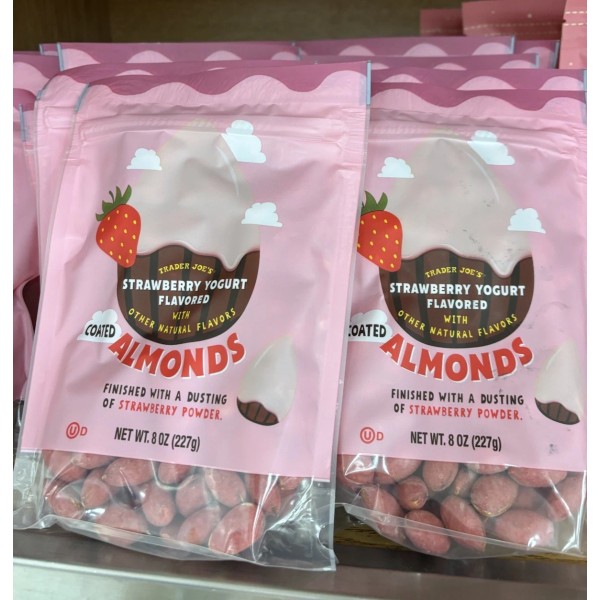 TRADER JOE'S
STRAWBERRY YOGURT
FLAVORED
WITH
OTHER NATURAL FLAVORS
COATED
ALMONDS
FINISHED WITH A DUSTING
OF STRAWBERRY POWDER.
U D
NET WT. 8 OZ (227g)
TRADER JOE'S
STRAWBERRY YOGURT
FLAVORED
WITH
OTHER NATURAL FLAVORS
COATED
ALMONDS
FINISHED WITH A DUSTING
OF STRAWBERRY POWDER.
U D
NET WT. 8 OZ (227g)